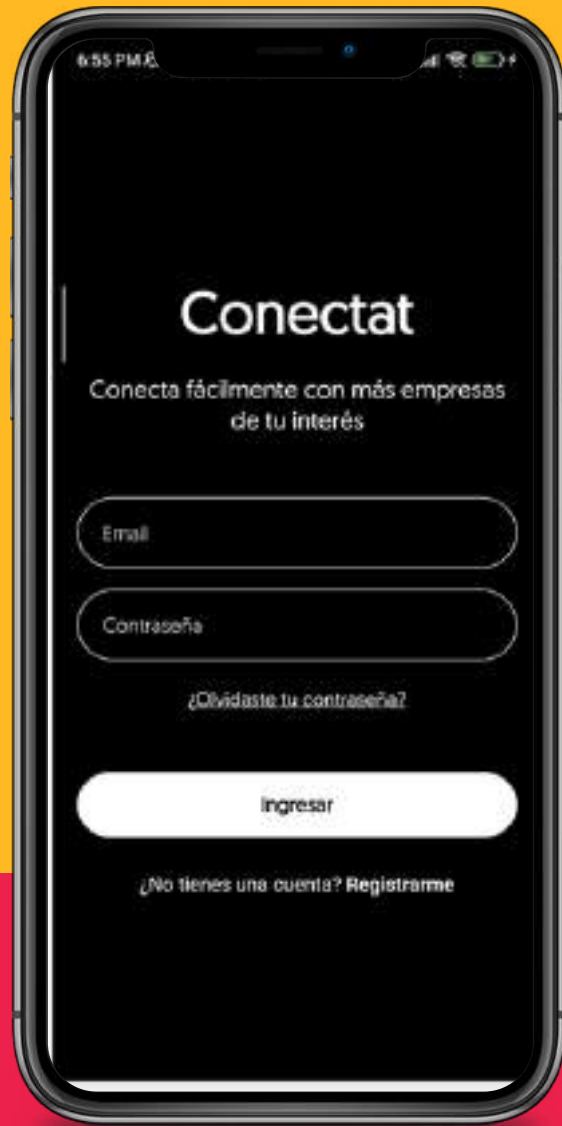 6:55 PM
Conectat
Conecta fácilmente con más empresas
de tu interés
Email
Contraseña
¿Olvidaste tu contraseña?
Ingresar
¿No tienes una cuenta? Registrarme